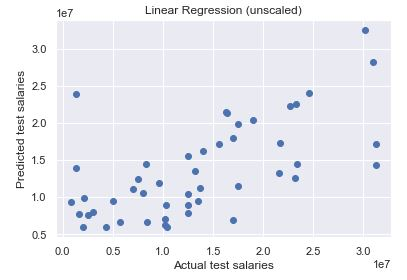 Linear Regression (unscaled)
1e7
3.0
2.5
2.0
1.5
1.0
0.5
Predicted test salaries
0.0 0.5 1.0 1.5 2.0 2.5 3.0
1e7
Actual test salaries